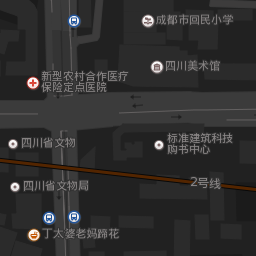 成都市回民小学
四川美术馆
新型农村合作医疗
保险定点医院
标准建筑科技
购书中心
四川省文物
四川省文物局
2号线
丁太婆老妈蹄花